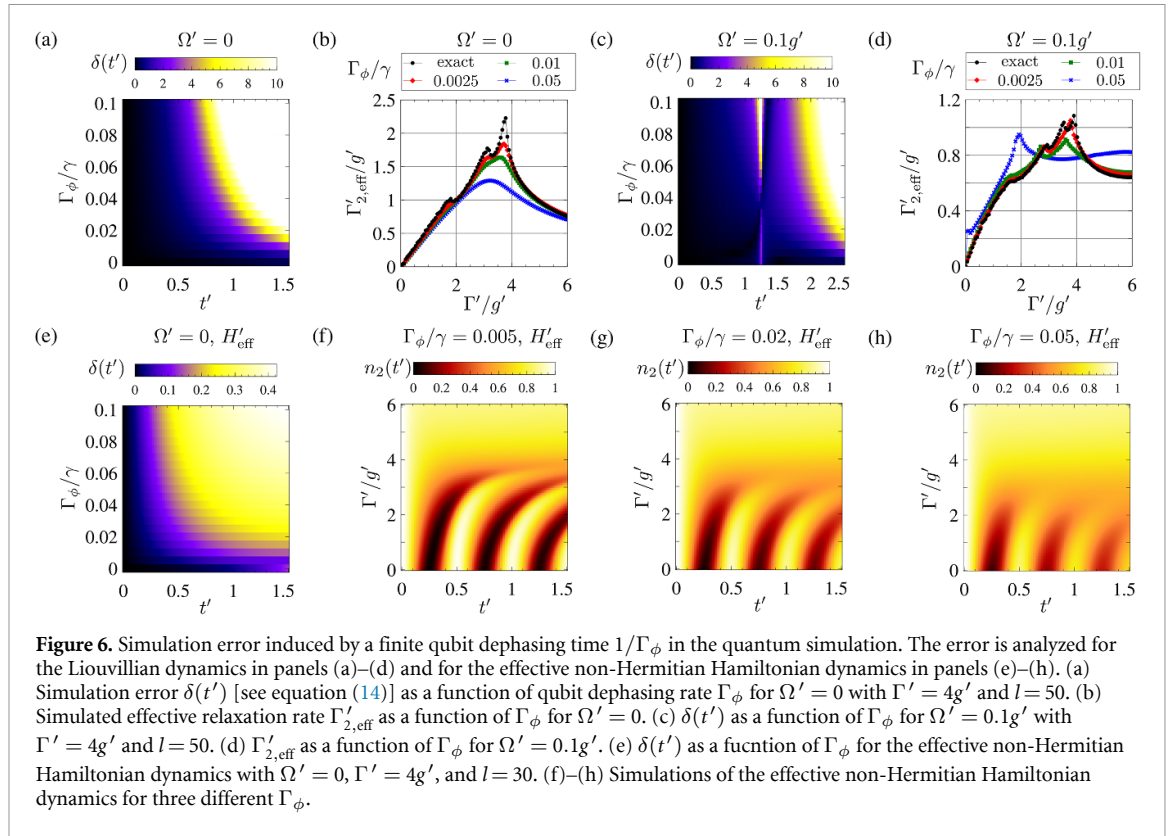 (a)
Ω′ = 0
δ(t′)
0 2 4 6 8 10
Γϕ/γ
0.1
0.08
0.06
0.04
0.02
0
0 0.5 1 1.5
t′
(b)
Ω′ = 0
Γϕ/γ
exact 0.01
0.0025 0.05
Γ′2,eff/g′
2.5
2
1.5
1
0.5
0
0 2 4 6
Γ′/g′
(c)
Ω′ = 0.1g′
δ(t′)
0 2 4 6 8 10
Γϕ/γ
0.1
0.08
0.06
0.04
0.02
0
0 0.5 1 1.5 2 2.5
t′
(d)
Ω′ = 0.1g′
Γϕ/γ
exact 0.01
0.0025 0.05
Γ′2,eff/g′
1.2
0.8
0.4
0
0 2 4 6
Γ′/g′
(e)
Ω′ = 0, H′eff
δ(t′)
0 0.1 0.2 0.3 0.4
Γϕ/γ
0.1
0.08
0.06
0.04
0.02
0
0 0.5 1 1.5
t′
(f)
Γϕ/γ = 0.005, H′eff
n2(t′)
0 0.2 0.4 0.6 0.8 1
Γ′/g′
6
4
2
0
0 0.5 1 1.5
t′
(g)
Γϕ/γ = 0.02, H′eff
n2(t′)
0 0.2 0.4 0.6 0.8 1
Γ′/g′
6
4
2
0
0 0.5 1 1.5
t′
(h)
Γϕ/γ = 0.05, H′eff
n2(t′)
0 0.2 0.4 0.6 0.8 1
Γ′/g′
6
4
2
0
0 0.5 1 1.5
t′
Figure 6. Simulation error induced by a finite qubit dephasing time 1/Γϕ in the quantum simulation. The error is analyzed for
the Liouvillian dynamics in panels (a)–(d) and for the effective non-Hermitian Hamiltonian dynamics in panels (e)–(h). (a)
Simulation error δ(t′) [see equation (14)] as a function of qubit dephasing rate Γϕ for Ω′ = 0 with Γ′ = 4g′ and l = 50. (b)
Simulated effective relaxation rate Γ′2,eff as a function of Γϕ for Ω′ = 0. (c) δ(t′) as a function of Γϕ for Ω′ = 0.1g′ with
Γ′ = 4g′ and l = 50. (d) Γ′2,eff as a function of Γϕ for Ω′ = 0.1g′. (e) δ(t′) as a fucntion of Γϕ for the effective non-Hermitian
Hamiltonian dynamics with Ω′ = 0, Γ′ = 4g′, and l = 30. (f)–(h) Simulations of the effective non-Hermitian Hamiltonian
dynamics for three different Γϕ.